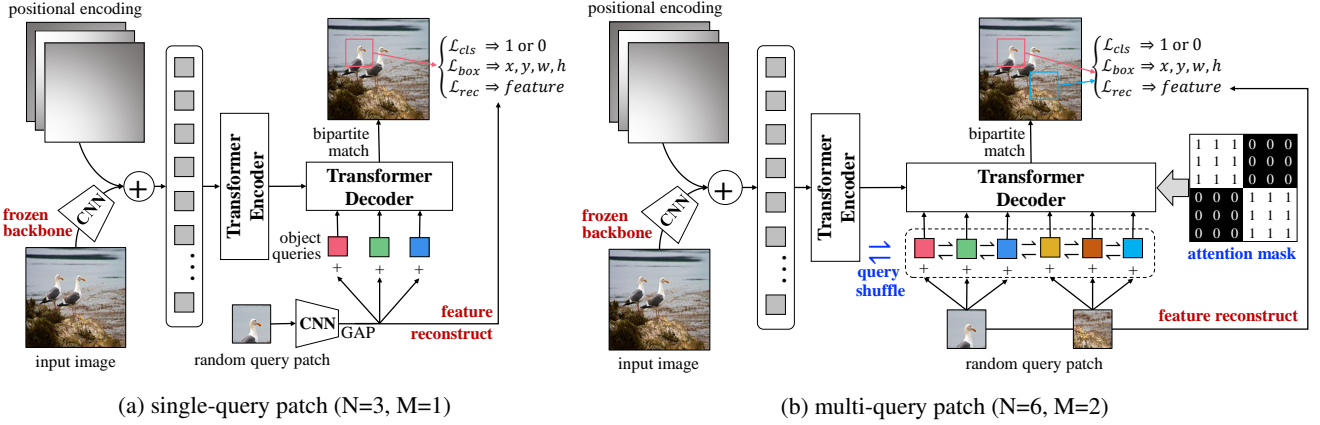 positional encoding
CNN
frozen
backbone
input image
Transformer
Encoder
bipartite
match
Transformer
Decoder
object
queries
+ + +
CNN
GAP
random query patch
feature
reconstruct
ℒcls ⇒ 1 or 0
ℒbox ⇒ x, y, w, h
ℒrec ⇒ feature
(a) single-query patch (N=3, M=1)
positional encoding
CNN
frozen
backbone
input image
Transformer
Encoder
bipartite
match
Transformer
Decoder
query
shuffle
+ + + + + +
random query patch
feature reconstruct
ℒcls ⇒ 1 or 0
ℒbox ⇒ x, y, w, h
ℒrec ⇒ feature
1 1 1 0 0 0
1 1 1 0 0 0
1 1 1 0 0 0
0 0 0 1 1 1
0 0 0 1 1 1
0 0 0 1 1 1
attention mask
(b) multi-query patch (N=6, M=2)